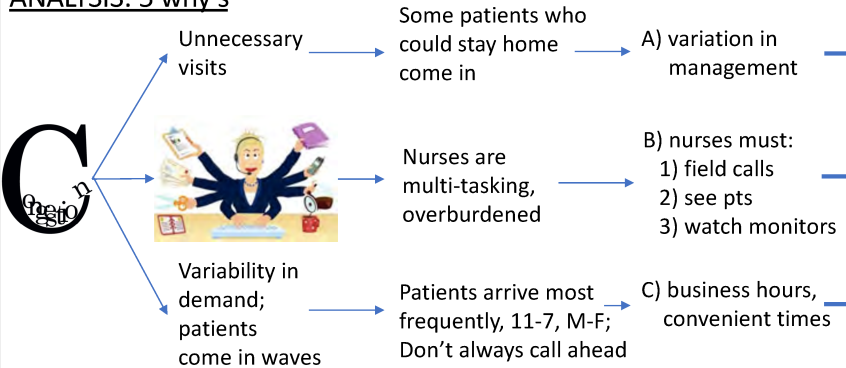 ANALYSIS: 5 why's
Unnecessary
visits
Some patients who
could stay home
come in
A) variation in
management
Congestion
Nurses are
multi-tasking,
overburdened
B) nurses must:
1) field calls
2) see pts
3) watch monitors
Variability in
demand;
patients
come in waves
Patients arrive most
frequently, 11-7, M-F;
Don't always call ahead
C) business hours,
convenient times